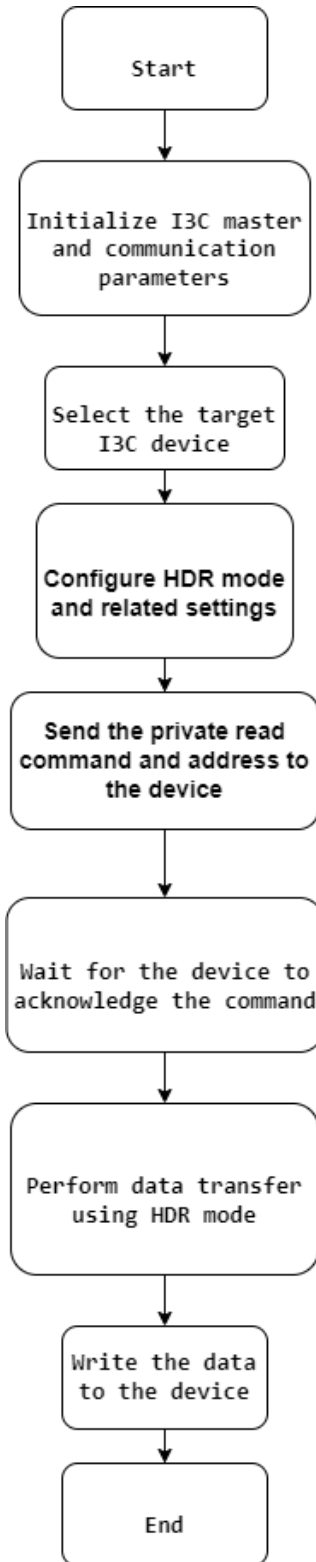 Start
Initialize I3C master
and communication
parameters
Select the target
I3C device
Configure HDR mode
and related settings
Send the private read
command and address to
the device
Wait for the device to
acknowledge the command
Perform data transfer
using HDR mode
Write the data
to the device
End